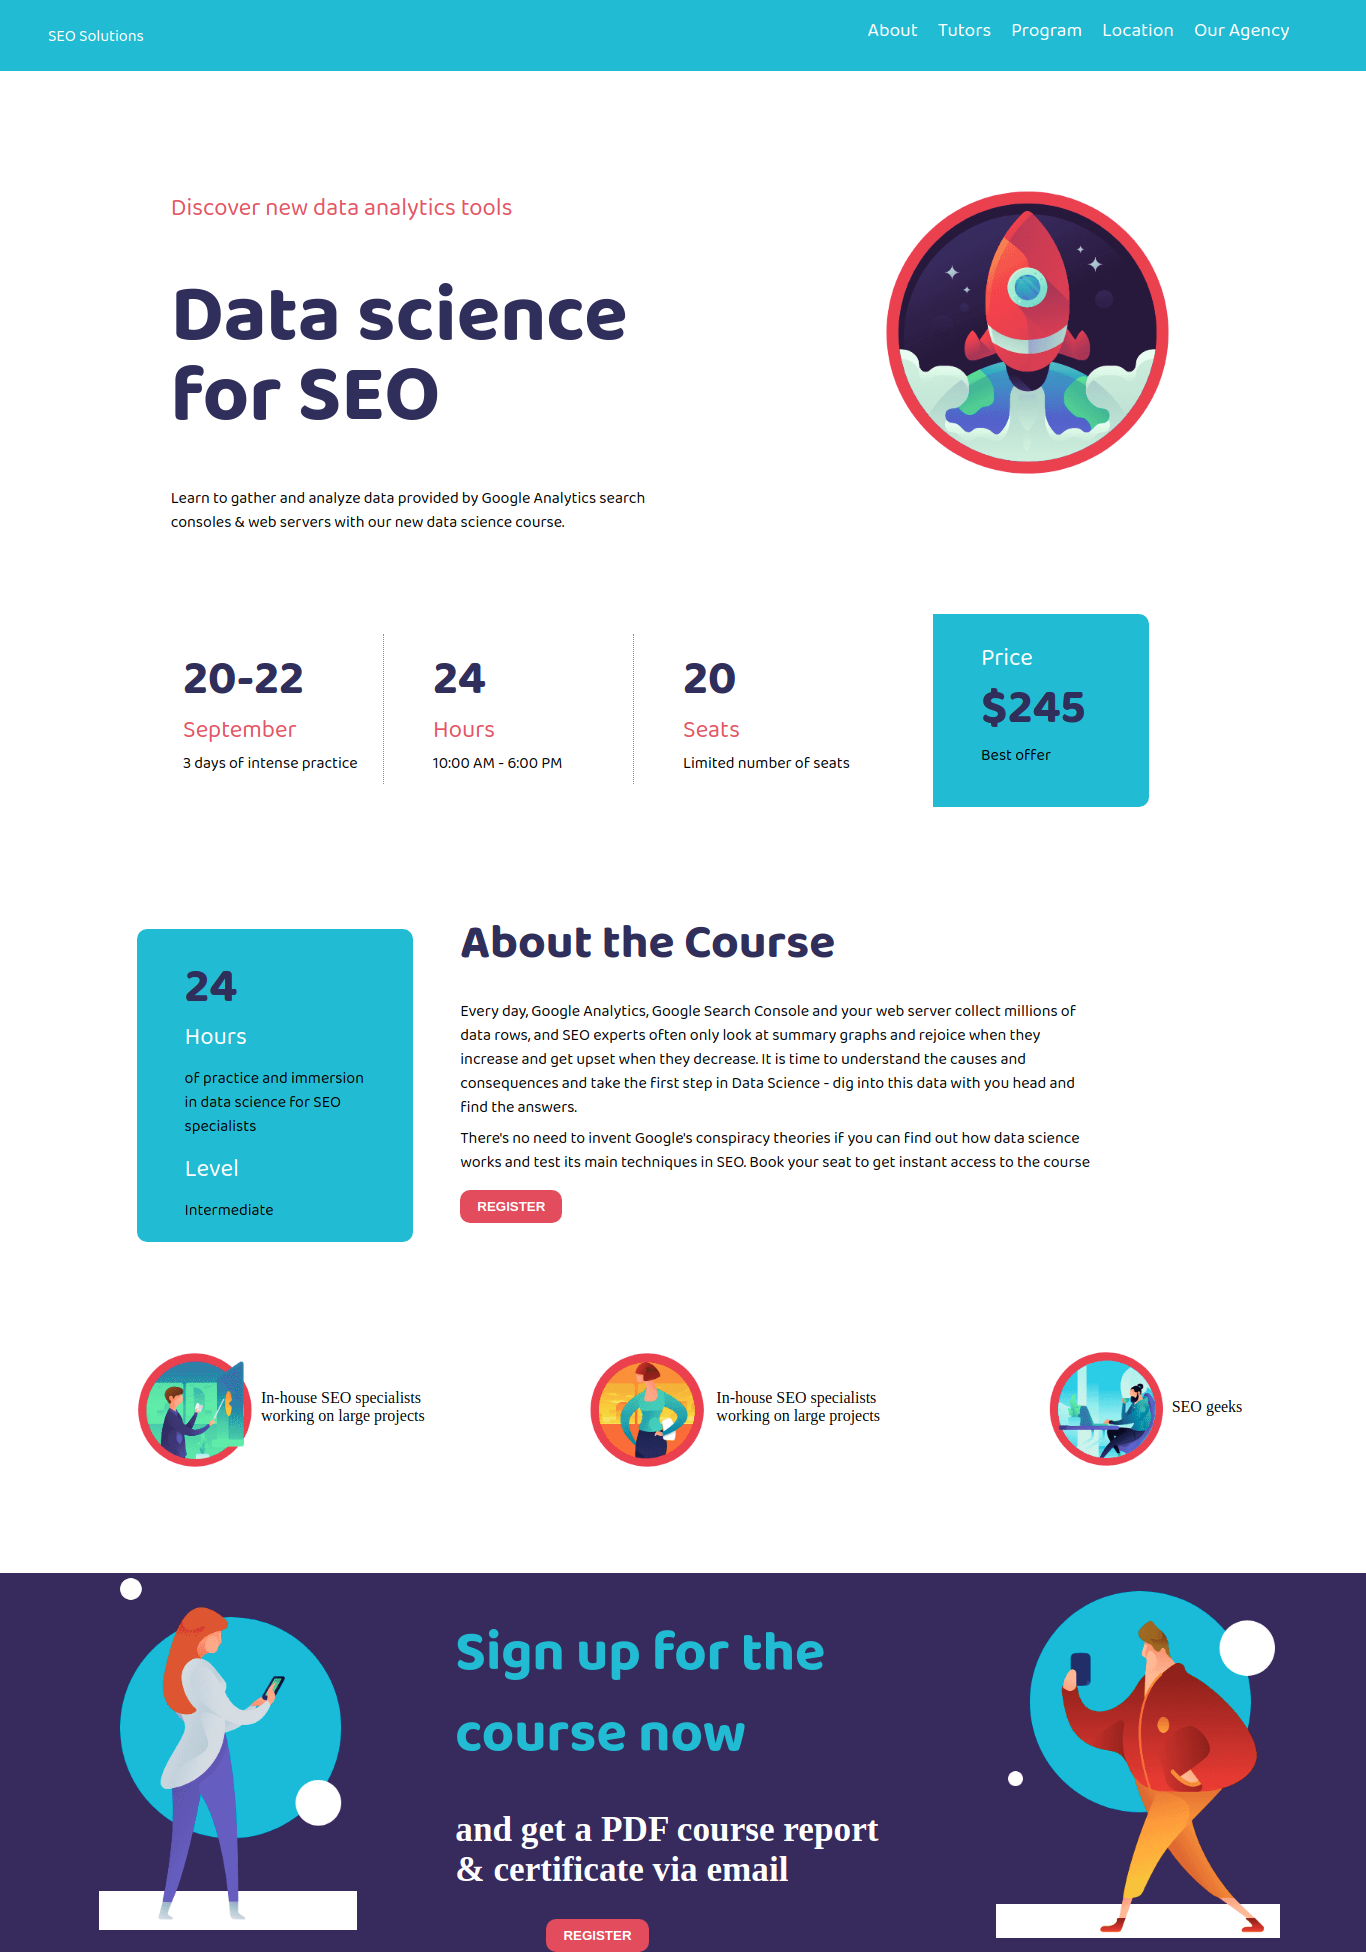 SEO Solutions
About Tutors Program Location Our Agency
Discover new data analytics tools
Data science
for SEO
Learn to gather and analyze data provided by Google Analytics search
consoles & web servers with our new data science course.
20-22
September
3 days of intense practice
24
Hours
10:00 AM - 6:00 PM
20
Seats
Limited number of seats
Price
$245
Best offer
24
Hours
of practice and immersion
in data science for SEO
specialists
Level
Intermediate
About the Course
Every day, Google Analytics, Google Search Console and your web server collect millions of
data rows, and SEO experts often only look at summary graphs and rejoice when they
increase and get upset when they decrease. It is time to understand the causes and
consequences and take the first step in Data Science - dig into this data with you head and
find the answers.
There's no need to invent Google's conspiracy theories if you can find out how data science
works and test its main techniques in SEO. Book your seat to get instant access to the course
REGISTER
In-house SEO specialists
working on large projects
In-house SEO specialists
working on large projects
SEO geeks
Sign up for the
course now
and get a PDF course report
& certificate via email
REGISTER